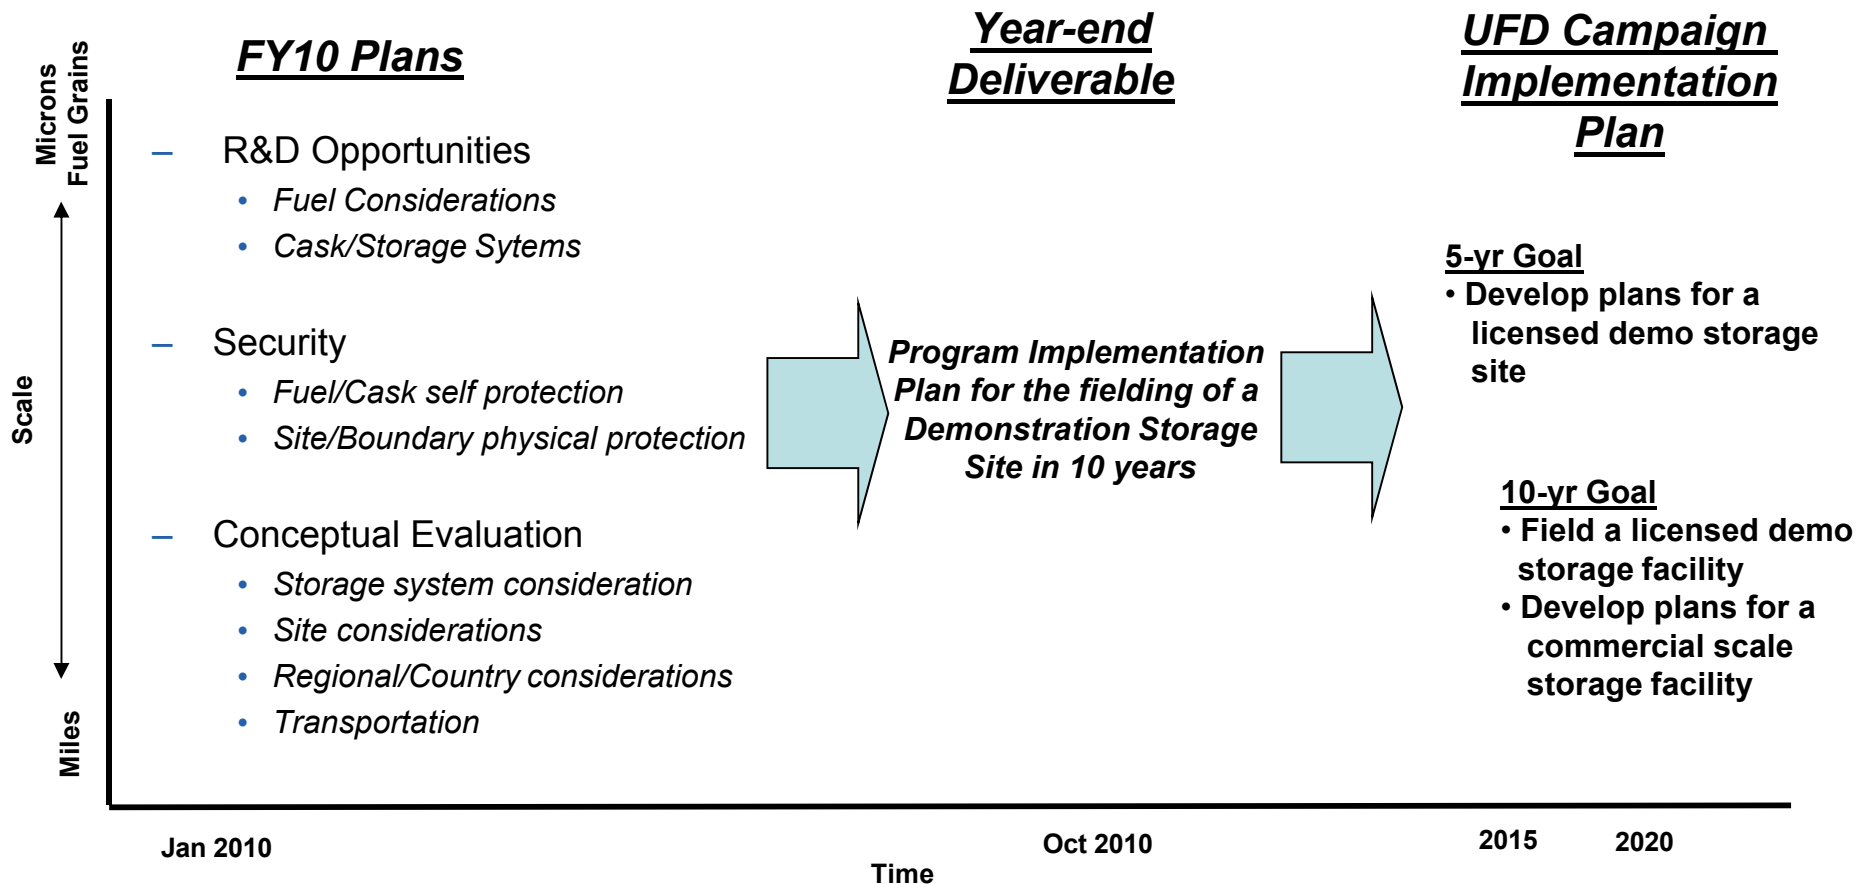 FY10 Plans
Year-end
Deliverable
UFD Campaign
Implementation
Plan
Microns
Fuel Grains
Scale
Miles
– R&D Opportunities
• Fuel Considerations
• Cask/Storage Sytems
– Security
• Fuel/Cask self protection
• Site/Boundary physical protection
– Conceptual Evaluation
• Storage system consideration
• Site considerations
• Regional/Country considerations
• Transportation
Program Implementation
Plan for the fielding of a
Demonstration Storage
Site in 10 years
5-yr Goal
• Develop plans for a
licensed demo storage
site
10-yr Goal
• Field a licensed demo
storage facility
• Develop plans for a
commercial scale
storage facility
Jan 2010
Oct 2010
2015
2020
Time